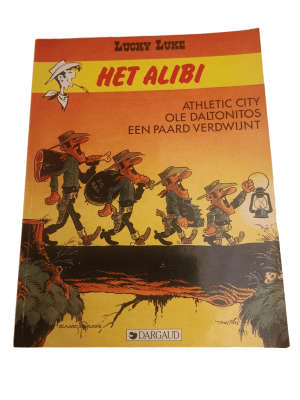 LUCKY LUKE
HET ALIBI
ATHLETIC CITY
OLE DALTONITOS
EEN PAARD VERDWIJNT
DARGAUD